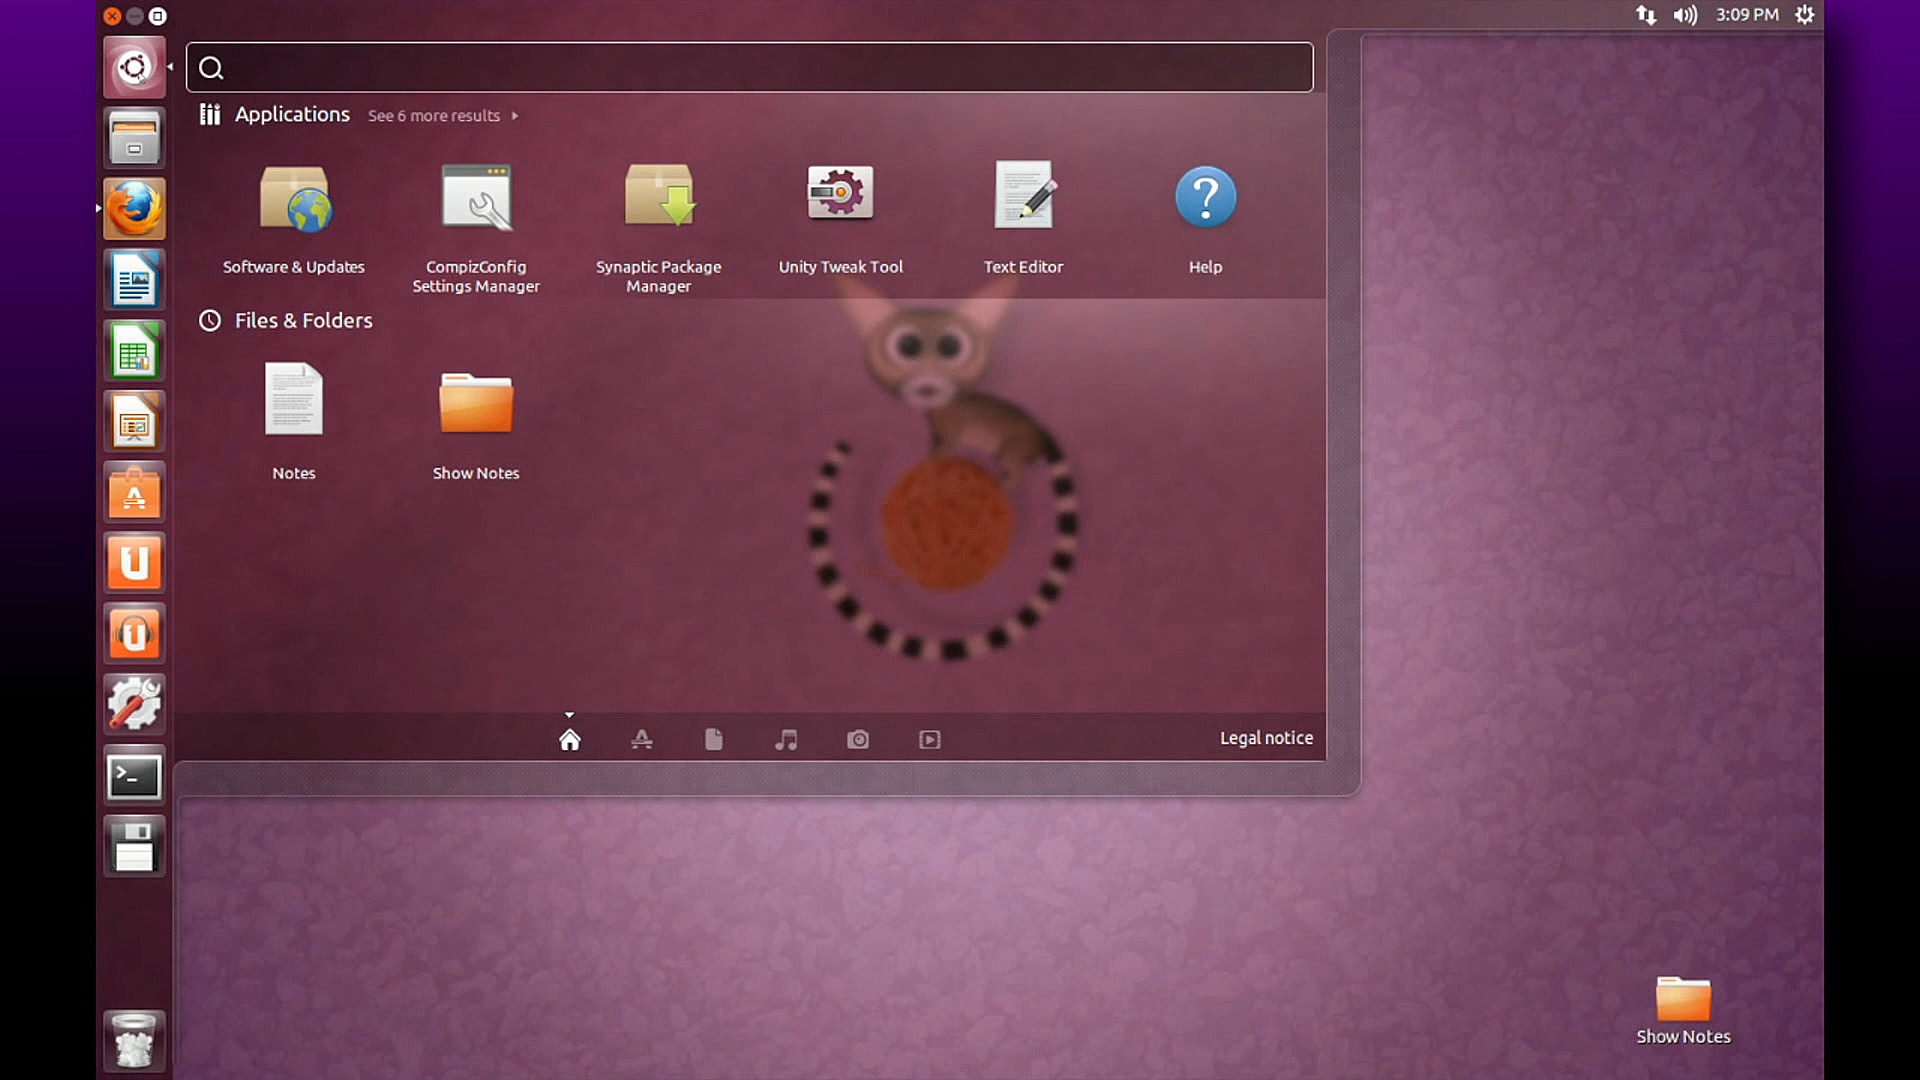 3:09 PM
Applications See 6 more results
Software & Updates
CompizConfig
Settings Manager
Synaptic Package
Manager
Unity Tweak Tool
Text Editor
Help
Files & Folders
Notes
Show Notes
Legal notice
Show Notes